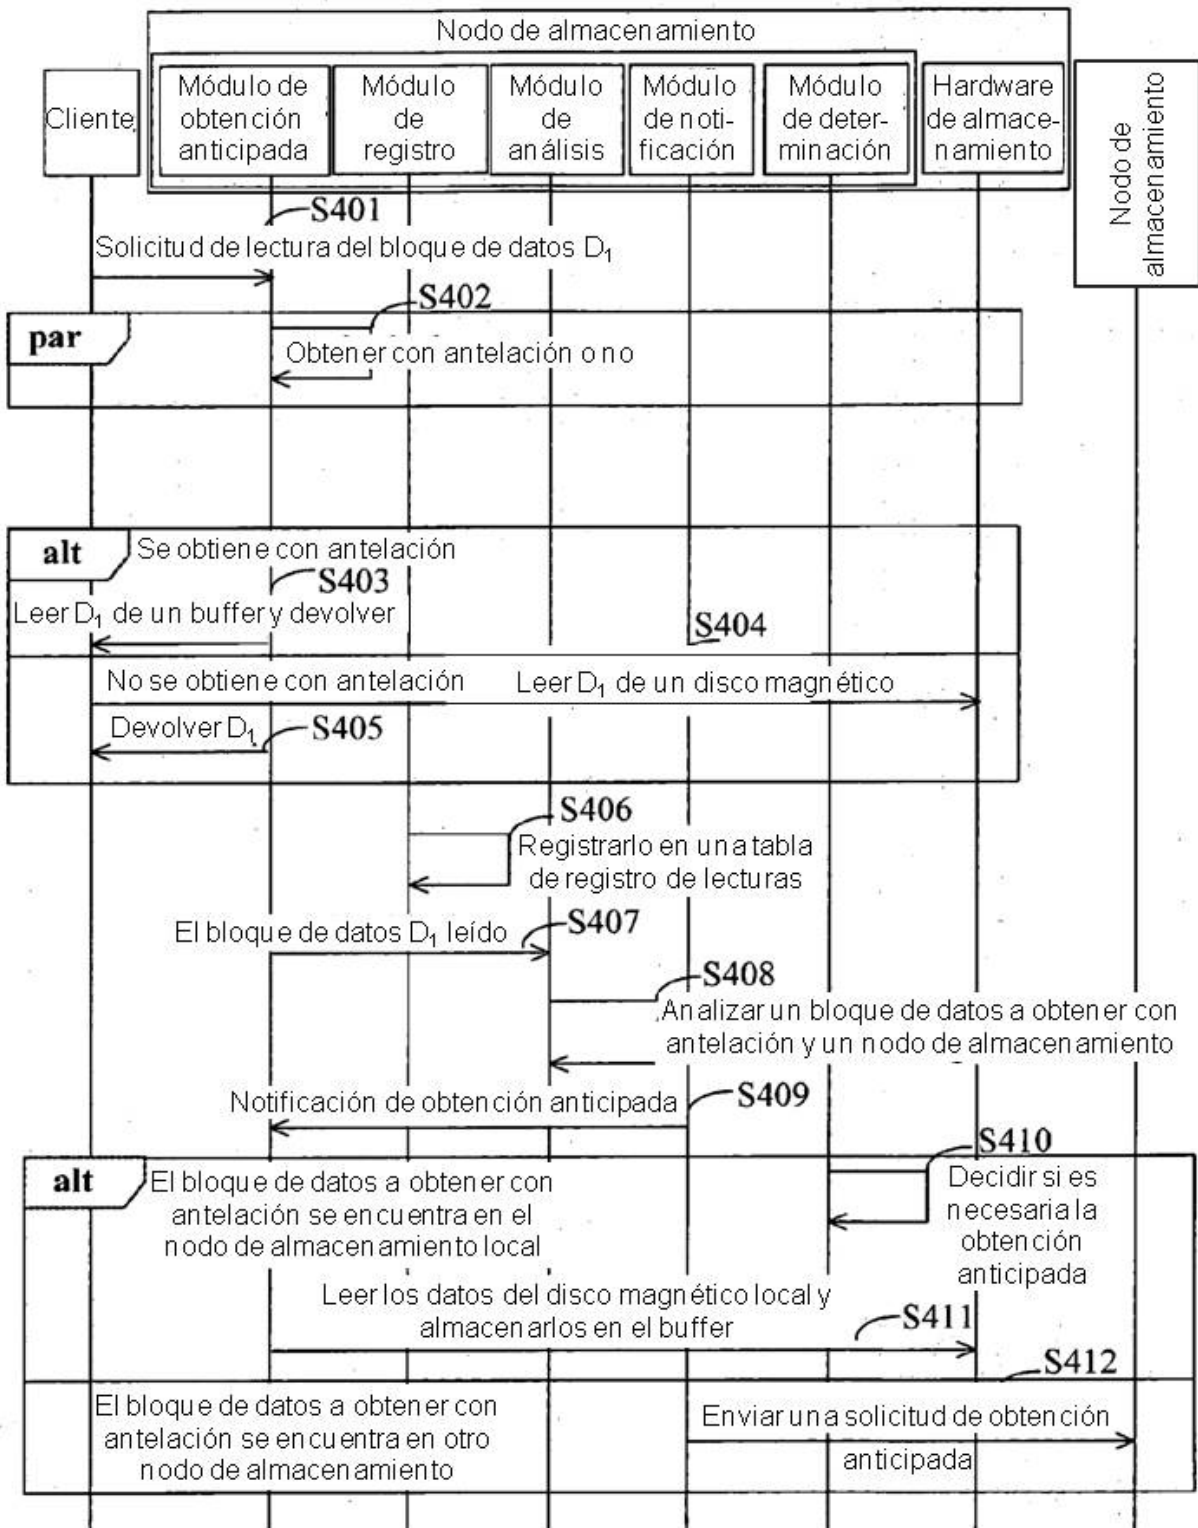 Nodo de almacenamiento
Cliente
Módulo de
obtención
anticipada
Módulo
de
registro
Módulo
de
análisis
Módulo
de noti-
ficación
Módulo
de deter-
minación
Hardware
de almace-
namiento
Nodo de
almacenamiento
S401
Solicitud de lectura del bloque de datos D₁
S402
par
Obtener con antelación o no
alt
Se obtiene con antelación
S403
Leer D₁ de un buffer y devolver
S404
No se obtiene con antelación
Leer D₁ de un disco magnético
Devolver D₁
S405
S406
Registrarlo en una tabla
de registro de lecturas
El bloque de datos D₁ leído
S407
S408
Analizar un bloque de datos a obtener con
antelación y un nodo de almacenamiento
Notificación de obtención anticipada
S409
S410
alt
El bloque de datos a obtener con
antelación se encuentra en el
nodo de almacenamiento local
Decidir si es
necesaria la
obtención
anticipada
Leer los datos del disco magnético local y
almacenarlos en el buffer
S411
S412
El bloque de datos a obtener con
antelación se encuentra en otro
nodo de almacenamiento
Enviar una solicitud de obtención
anticipada